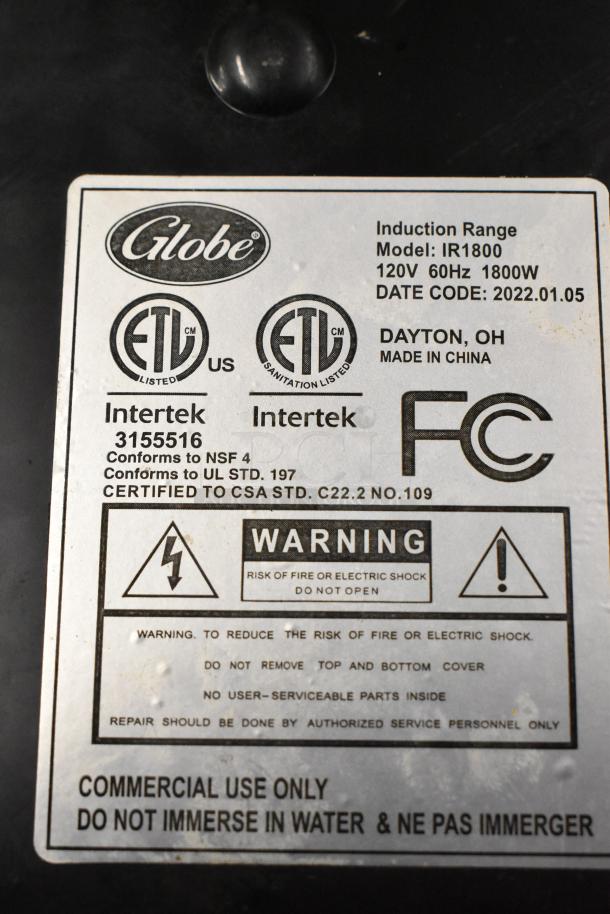 Globe®
Induction Range
Model: IR1800
120V 60Hz 1800W
DATE CODE: 2022.01.05
DAYTON, OH
MADE IN CHINA
ETL CM
LISTED
US
ETL CM
SANITATION LISTED
Intertek
3155516
Intertek
FC
Conforms to NSF 4
Conforms to UL STD. 197
CERTIFIED TO CSA STD. C22.2 NO.109
WARNING
RISK OF FIRE OR ELECTRIC SHOCK
DO NOT OPEN
WARNING. TO REDUCE THE RISK OF FIRE OR ELECTRIC SHOCK.
DO NOT REMOVE TOP AND BOTTOM COVER
NO USER-SERVICEABLE PARTS INSIDE
REPAIR SHOULD BE DONE BY AUTHORIZED SERVICE PERSONNEL ONLY
COMMERCIAL USE ONLY
DO NOT IMMERSE IN WATER & NE PAS IMMERGER